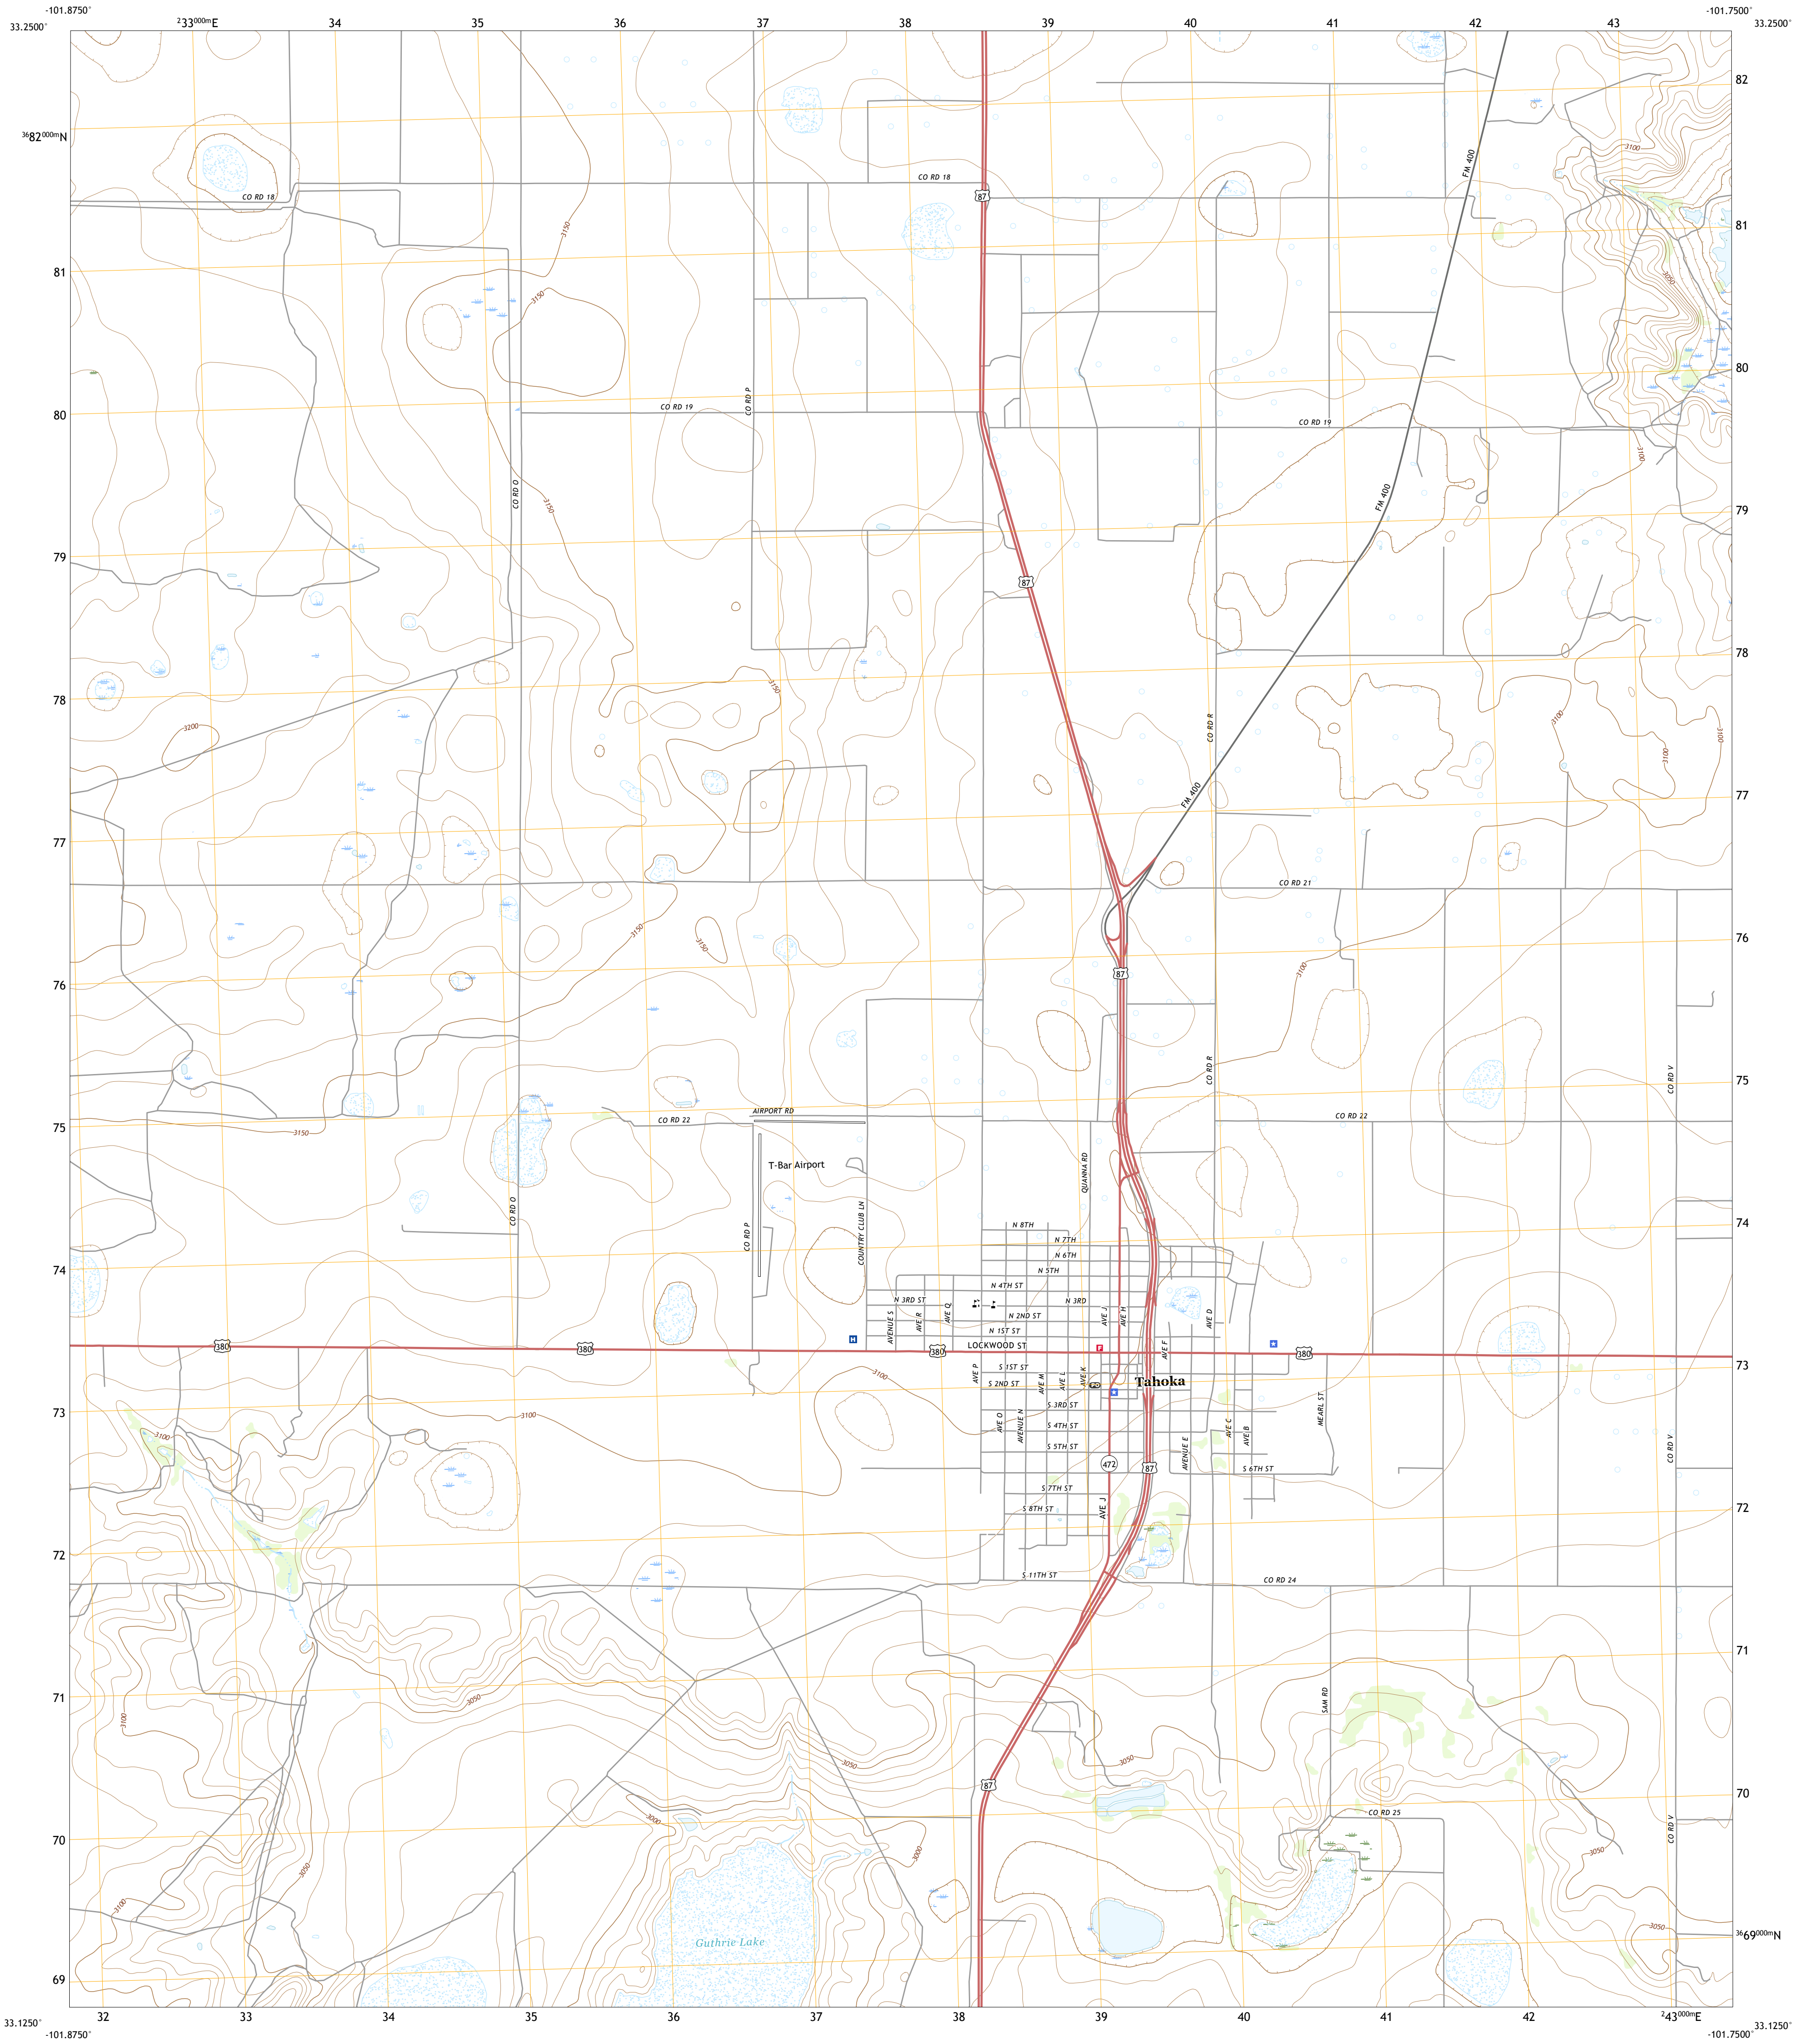 -101.8750°
-101.7500°
33.2500°
²33⁰⁰⁰ᵐE
34
35
36
37
38
39
40
41
42
43
33.2500°
82
³⁶82⁰⁰⁰ᵐN
FM 400
3100
CO RD 18
CO RD 18
87
81
3150
81
3050
3150
80
80
CO RD P
CO RD 19
CO RD 19
3100
CO RD O
3150
FM 400
79
79
78
3150
78
3200
CO RD R
3100
3100
3100
77
FM 400
77
CO RD 21
87
3150
3150
76
87
3100
76
75
CO RD R
CO RD V
75
3150
AIRPORT RD
CO RD 22
CO RD 22
T-Bar Airport
QUANNA RD
CO RD O
CO RD P
COUNTRY CLUB LN
N 8TH
74
N 7TH
N 6TH
74
N 5TH
N 4TH ST
N 3RD ST
N 3RD
AVENUE S
AVE R
AVE Q
N 2ND ST
AVE J
AVE H
AVE D
N 1ST ST
H
380
380
380
LOCKWOOD ST
F
AVE F
380
73
S 1ST ST
AVE P
3100
S 2ND ST
AVE M
AVE L
AVE K
PO
Tahoka
S 3RD ST
3100
73
AVE O
AVENUE N
S 4TH ST
AVE C
AVE B
MEARL ST
3100
S 5TH ST
AVENUE E
CO RD V
472
87
S 6TH ST
S 7TH ST
S 8TH ST
AVE J
72
72
S 11TH ST
CO RD 24
71
71
3050
3100
SAM RD
3050
3050
87
70
70
3000
CO RD 25
CO RD V
3000
3050
3050
3100
3050
Guthrie Lake
³⁶69⁰⁰⁰ᵐN
69
32
33
34
35
36
37
38
39
40
41
42
²43⁰⁰⁰ᵐE
33.1250°
33.1250°
-101.8750°
-101.7500°